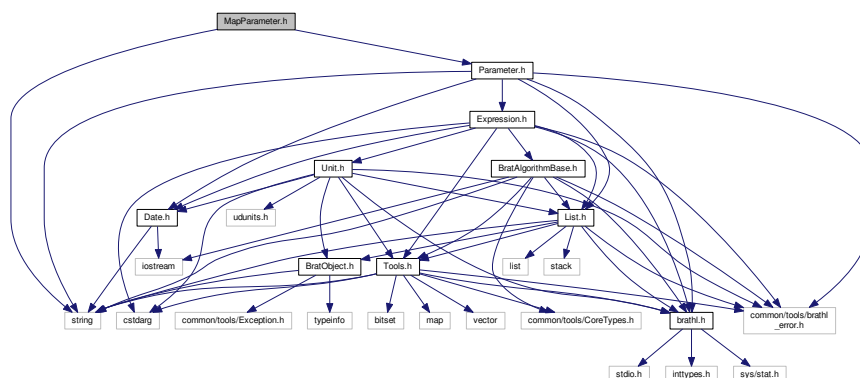 MapParameter.h
Parameter.h
Expression.h
Unit.h
BratAlgorithmBase.h
Date.h
udunits.h
List.h
iostream
BratObject.h
Tools.h
list
stack
string
cstdarg
common/tools/Exception.h
typeinfo
bitset
map
vector
common/tools/CoreTypes.h
brathl.h
common/tools/brathl
_error.h
stdio.h
inttypes.h
sys/stat.h